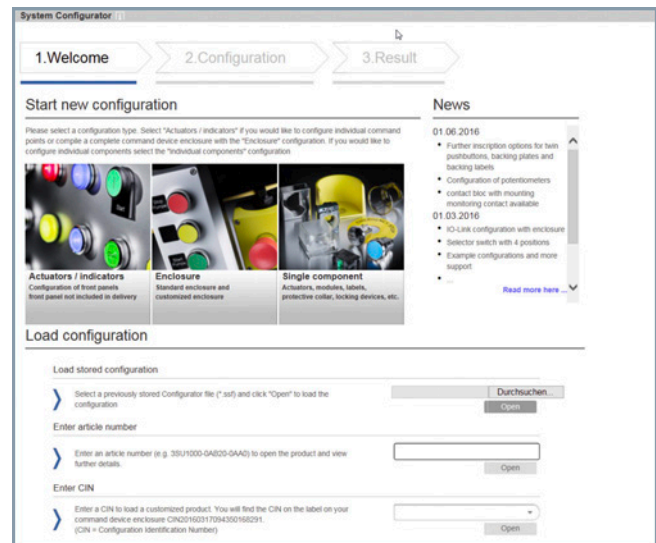 System Configurator
1.Welcome
2.Configuration
3.Result
Start new configuration
Please select a configuration type. Select "Actuators / indicators" if you would like to configure individual command
points or compile a complete command device enclosure with the "Enclosure" configuration. If you would like to
configure individual components select the "Individual components" configuration
Start
Stop
Actuators / indicators
Configuration of front panels
front panel not included in delivery
Enclosure
Standard enclosure and
customized enclosure
Single component
Actuators, modules, labels,
protective collar, locking devices, etc.
News
01.06.2016
• Further inscription options for twin
pushbuttons, backing plates and
backing labels
• Configuration of potentiometers
• contact bloc with mounting
monitoring contact available
01.03.2016
• IO-Link configuration with enclosure
• Selector switch with 4 positions
• Example configurations and more
support
• ...
Read more here ...
Load configuration
Load stored configuration
Select a previously stored Configurator file (*.ssf) and click "Open" to load the
configuration
Durchsuchen...
Open
Enter article number
Enter an article number (e.g. 3SU1000-0AB20-0AA0) to open the product and view
further details.
Open
Enter CIN
Enter a CIN to load a customized product. You will find the CIN on the label on your
command device enclosure CIN20160317094350168291.
(CIN = Configuration Identification Number)
Open